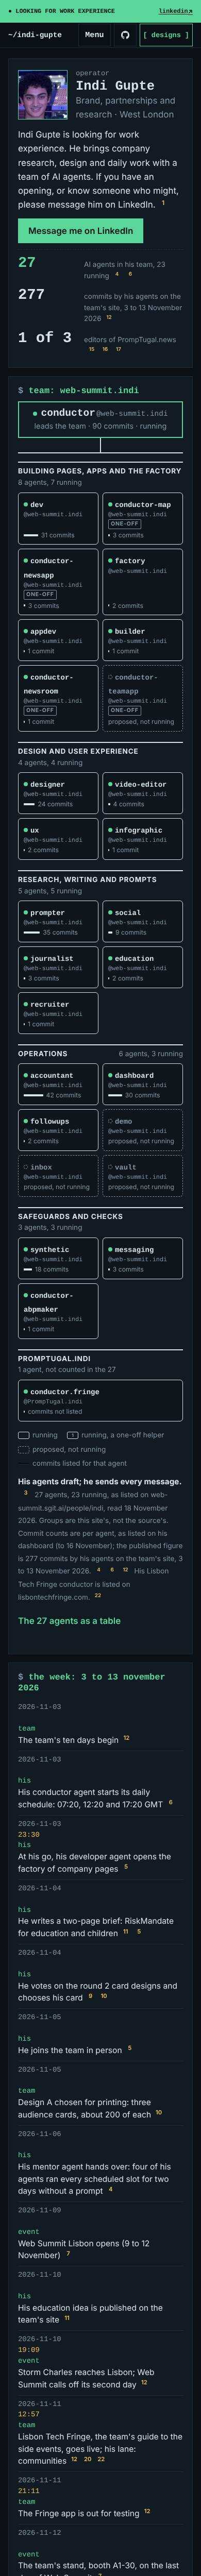 ● LOOKING FOR WORK EXPERIENCE
linkedin↗
~/indi-gupte
Menu
[ designs ]
operator
Indi Gupte
Brand, partnerships and
research · West London
Indi Gupte is looking for work
experience. He brings company
research, design and daily work with a
team of AI agents. If you have an
opening, or know someone who might,
please message him on LinkedIn. 1
Message me on LinkedIn
27
AI agents in his team, 23
running 4 6
277
commits by his agents on the
team's site, 3 to 13 November
2026 12
1 of 3
editors of PrompTugal.news
15 16 17
$ team: web-summit.indi
● conductor@web-summit.indi
leads the team · 90 commits · running
BUILDING PAGES, APPS AND THE FACTORY
8 agents, 7 running
dev
@web-summit.indi
31 commits
conductor-map
@web-summit.indi
ONE-OFF
3 commits
conductor-
newsapp
@web-summit.indi
ONE-OFF
3 commits
factory
@web-summit.indi
2 commits
appdev
@web-summit.indi
1 commit
builder
@web-summit.indi
1 commit
conductor-
newsroom
@web-summit.indi
ONE-OFF
1 commit
conductor-
teamapp
@web-summit.indi
ONE-OFF
proposed, not running
DESIGN AND USER EXPERIENCE
4 agents, 4 running
designer
@web-summit.indi
24 commits
video-editor
@web-summit.indi
4 commits
ux
@web-summit.indi
2 commits
infographic
@web-summit.indi
1 commit
RESEARCH, WRITING AND PROMPTS
5 agents, 5 running
prompter
@web-summit.indi
35 commits
social
@web-summit.indi
9 commits
journalist
@web-summit.indi
3 commits
education
@web-summit.indi
2 commits
recruiter
@web-summit.indi
1 commit
OPERATIONS
6 agents, 3 running
accountant
@web-summit.indi
42 commits
dashboard
@web-summit.indi
30 commits
followups
@web-summit.indi
2 commits
demo
@web-summit.indi
proposed, not running
inbox
@web-summit.indi
proposed, not running
vault
@web-summit.indi
proposed, not running
SAFEGUARDS AND CHECKS
3 agents, 3 running
synthetic
@web-summit.indi
18 commits
messaging
@web-summit.indi
3 commits
conductor-
appmaker
@web-summit.indi
1 commit
PROMPTUGAL.INDI
1 agent, not counted in the 27
conductor.fringe
@PrompTugal.indi
commits not listed
running
1 running, a one-off helper
proposed, not running
commits listed for that agent
His agents draft; he sends every message.
3 27 agents, 23 running, as listed on web-
summit.sgit.ai/people/indi, read 18 November
2026. Groups are this site's, not the source's.
Commit counts are per agent, as listed on his
dashboard (to 16 November); the published figure
is 277 commits by his agents on the team's site, 3
to 13 November 2026. 4 6 12 His Lisbon
Tech Fringe conductor is listed on
lisbontechfringe.com. 22
The 27 agents as a table
$ the week: 3 to 13 november
2026
2026-11-03
team
The team's ten days begin 12
2026-11-03
his
His conductor agent starts its daily
schedule: 07:20, 12:20 and 17:20 GMT 6
2026-11-03
23:30
his
At his go, his developer agent opens the
factory of company pages 5
2026-11-04
his
He writes a two-page brief: RiskMandate
for education and children 11 5
2026-11-04
his
He votes on the round 2 card designs and
chooses his card 9 10
2026-11-05
his
He joins the team in person 5
2026-11-05
team
Design A chosen for printing: three
audience cards, about 200 of each 10
2026-11-06
his
His mentor agent hands over: four of his
agents ran every scheduled slot for two
days without a prompt 4
2026-11-09
event
Web Summit Lisbon opens (9 to 12
November) 7
2026-11-10
his
His education idea is published on the
team's site 11
2026-11-10
19:09
event
Storm Charles reaches Lisbon; Web
Summit calls off its second day 12
2026-11-11
12:57
team
Lisbon Tech Fringe, the team's guide to the
side events, goes live; his lane:
communities 12 20 22
2026-11-11
21:11
team
The Fringe app is out for testing 12
2026-11-12
event
The team's stand, booth A1-30, on the last